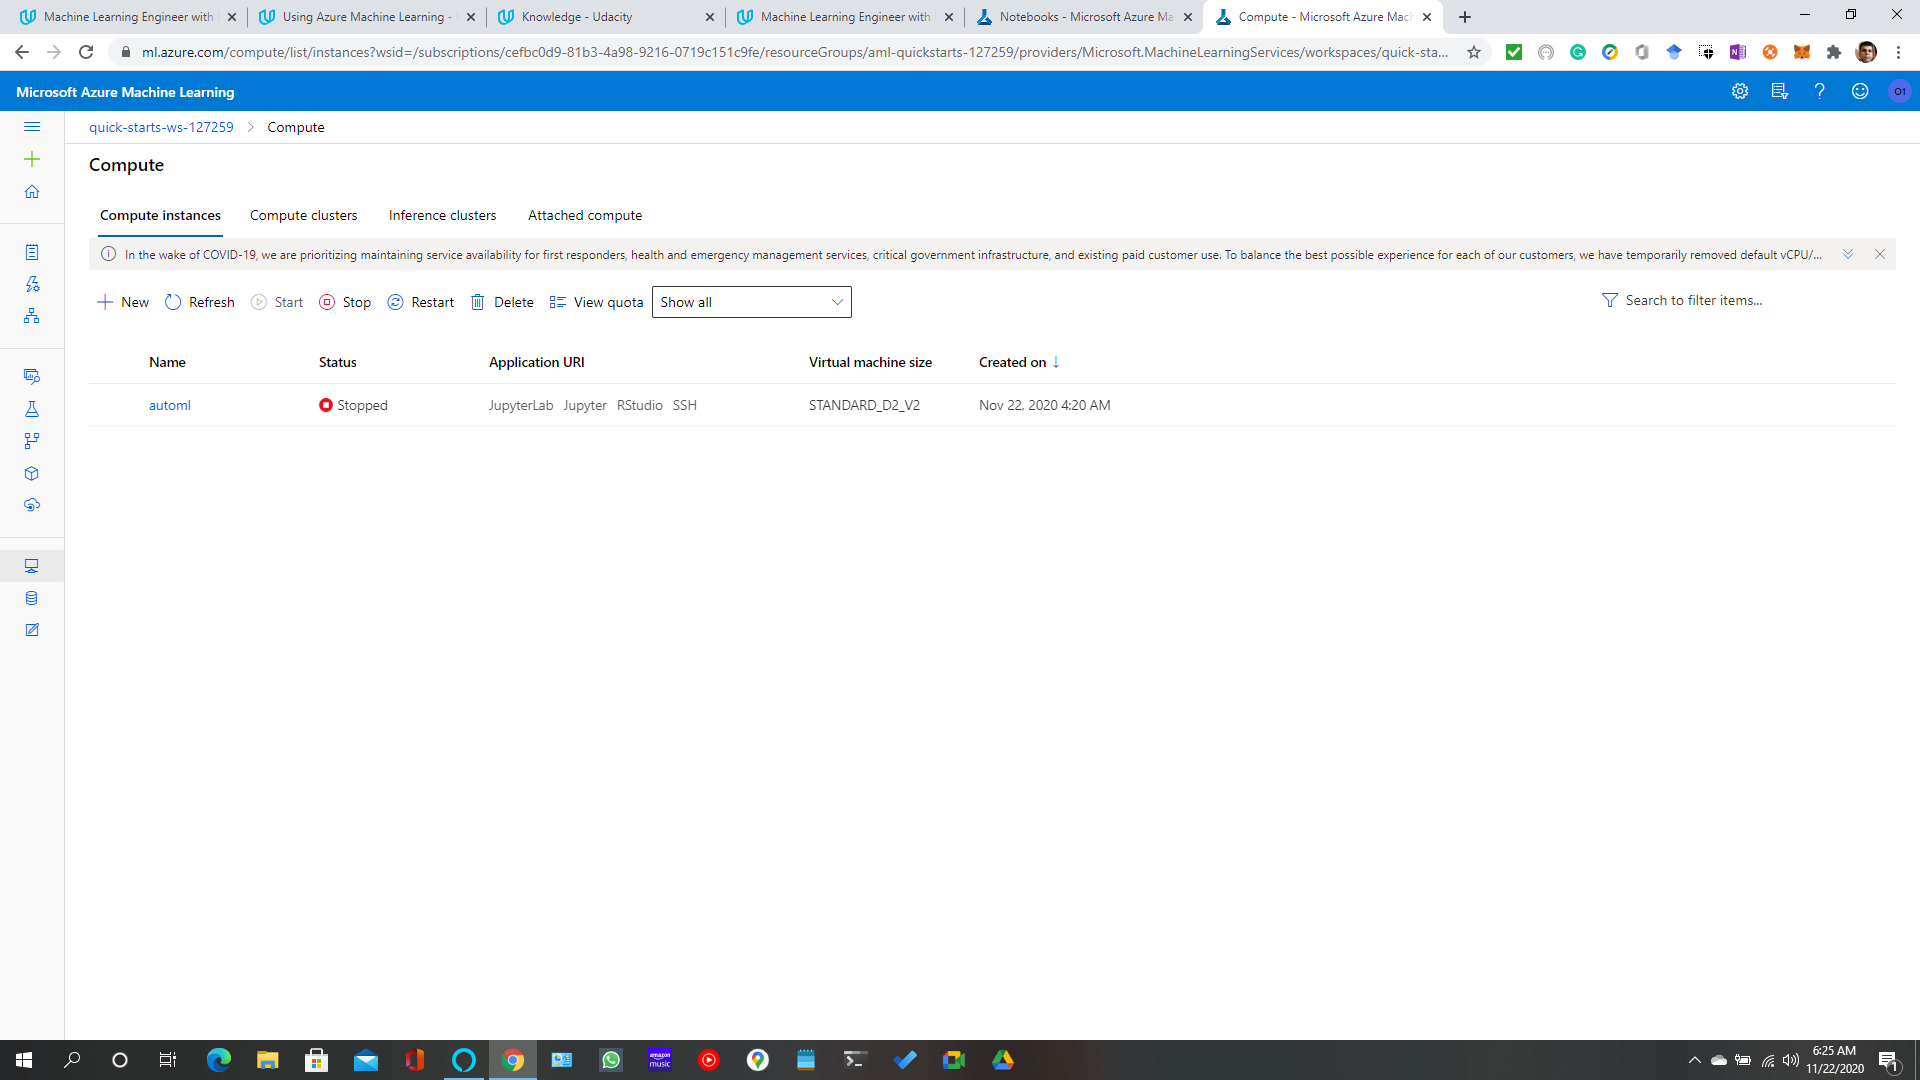 Machine Learning Engineer with
Using Azure Machine Learning -
Knowledge - Udacity
Machine Learning Engineer with
Notebooks - Microsoft Azure Ma
Compute - Microsoft Azure Mac
ml.azure.com/compute/list/instances?wsid=/subscriptions/cefbc0d9-81b3-4a98-9216-0719c151c9fe/resourceGroups/aml-quickstarts-127259/providers/Microsoft.MachineLearningServices/workspaces/quick-sta...
Microsoft Azure Machine Learning
O1
quick-starts-ws-127259 > Compute
Compute
Compute instances Compute clusters Inference clusters Attached compute
In the wake of COVID-19, we are prioritizing maintaining service availability for first responders, health and emergency management services, critical government infrastructure, and existing paid customer use. To balance the best possible experience for each of our customers, we have temporarily removed default vCPU/...
New Refresh Start Stop Restart Delete View quota Show all Search to filter items...
Name Status Application URI Virtual machine size Created on ↓
automl Stopped JupyterLab Jupyter RStudio SSH STANDARD_D2_V2 Nov 22, 2020 4:20 AM
amazon music
6:25 AM
11/22/2020
1